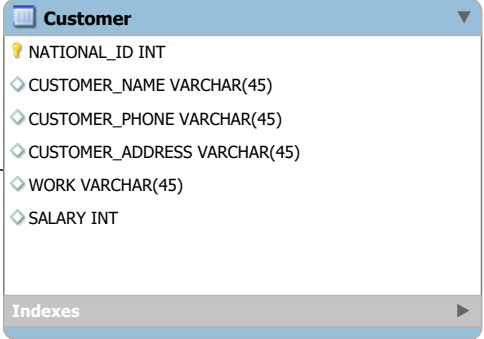 Customer
NATIONAL_ID INT
CUSTOMER_NAME VARCHAR(45)
CUSTOMER_PHONE VARCHAR(45)
CUSTOMER_ADDRESS VARCHAR(45)
WORK VARCHAR(45)
SALARY INT
Indexes